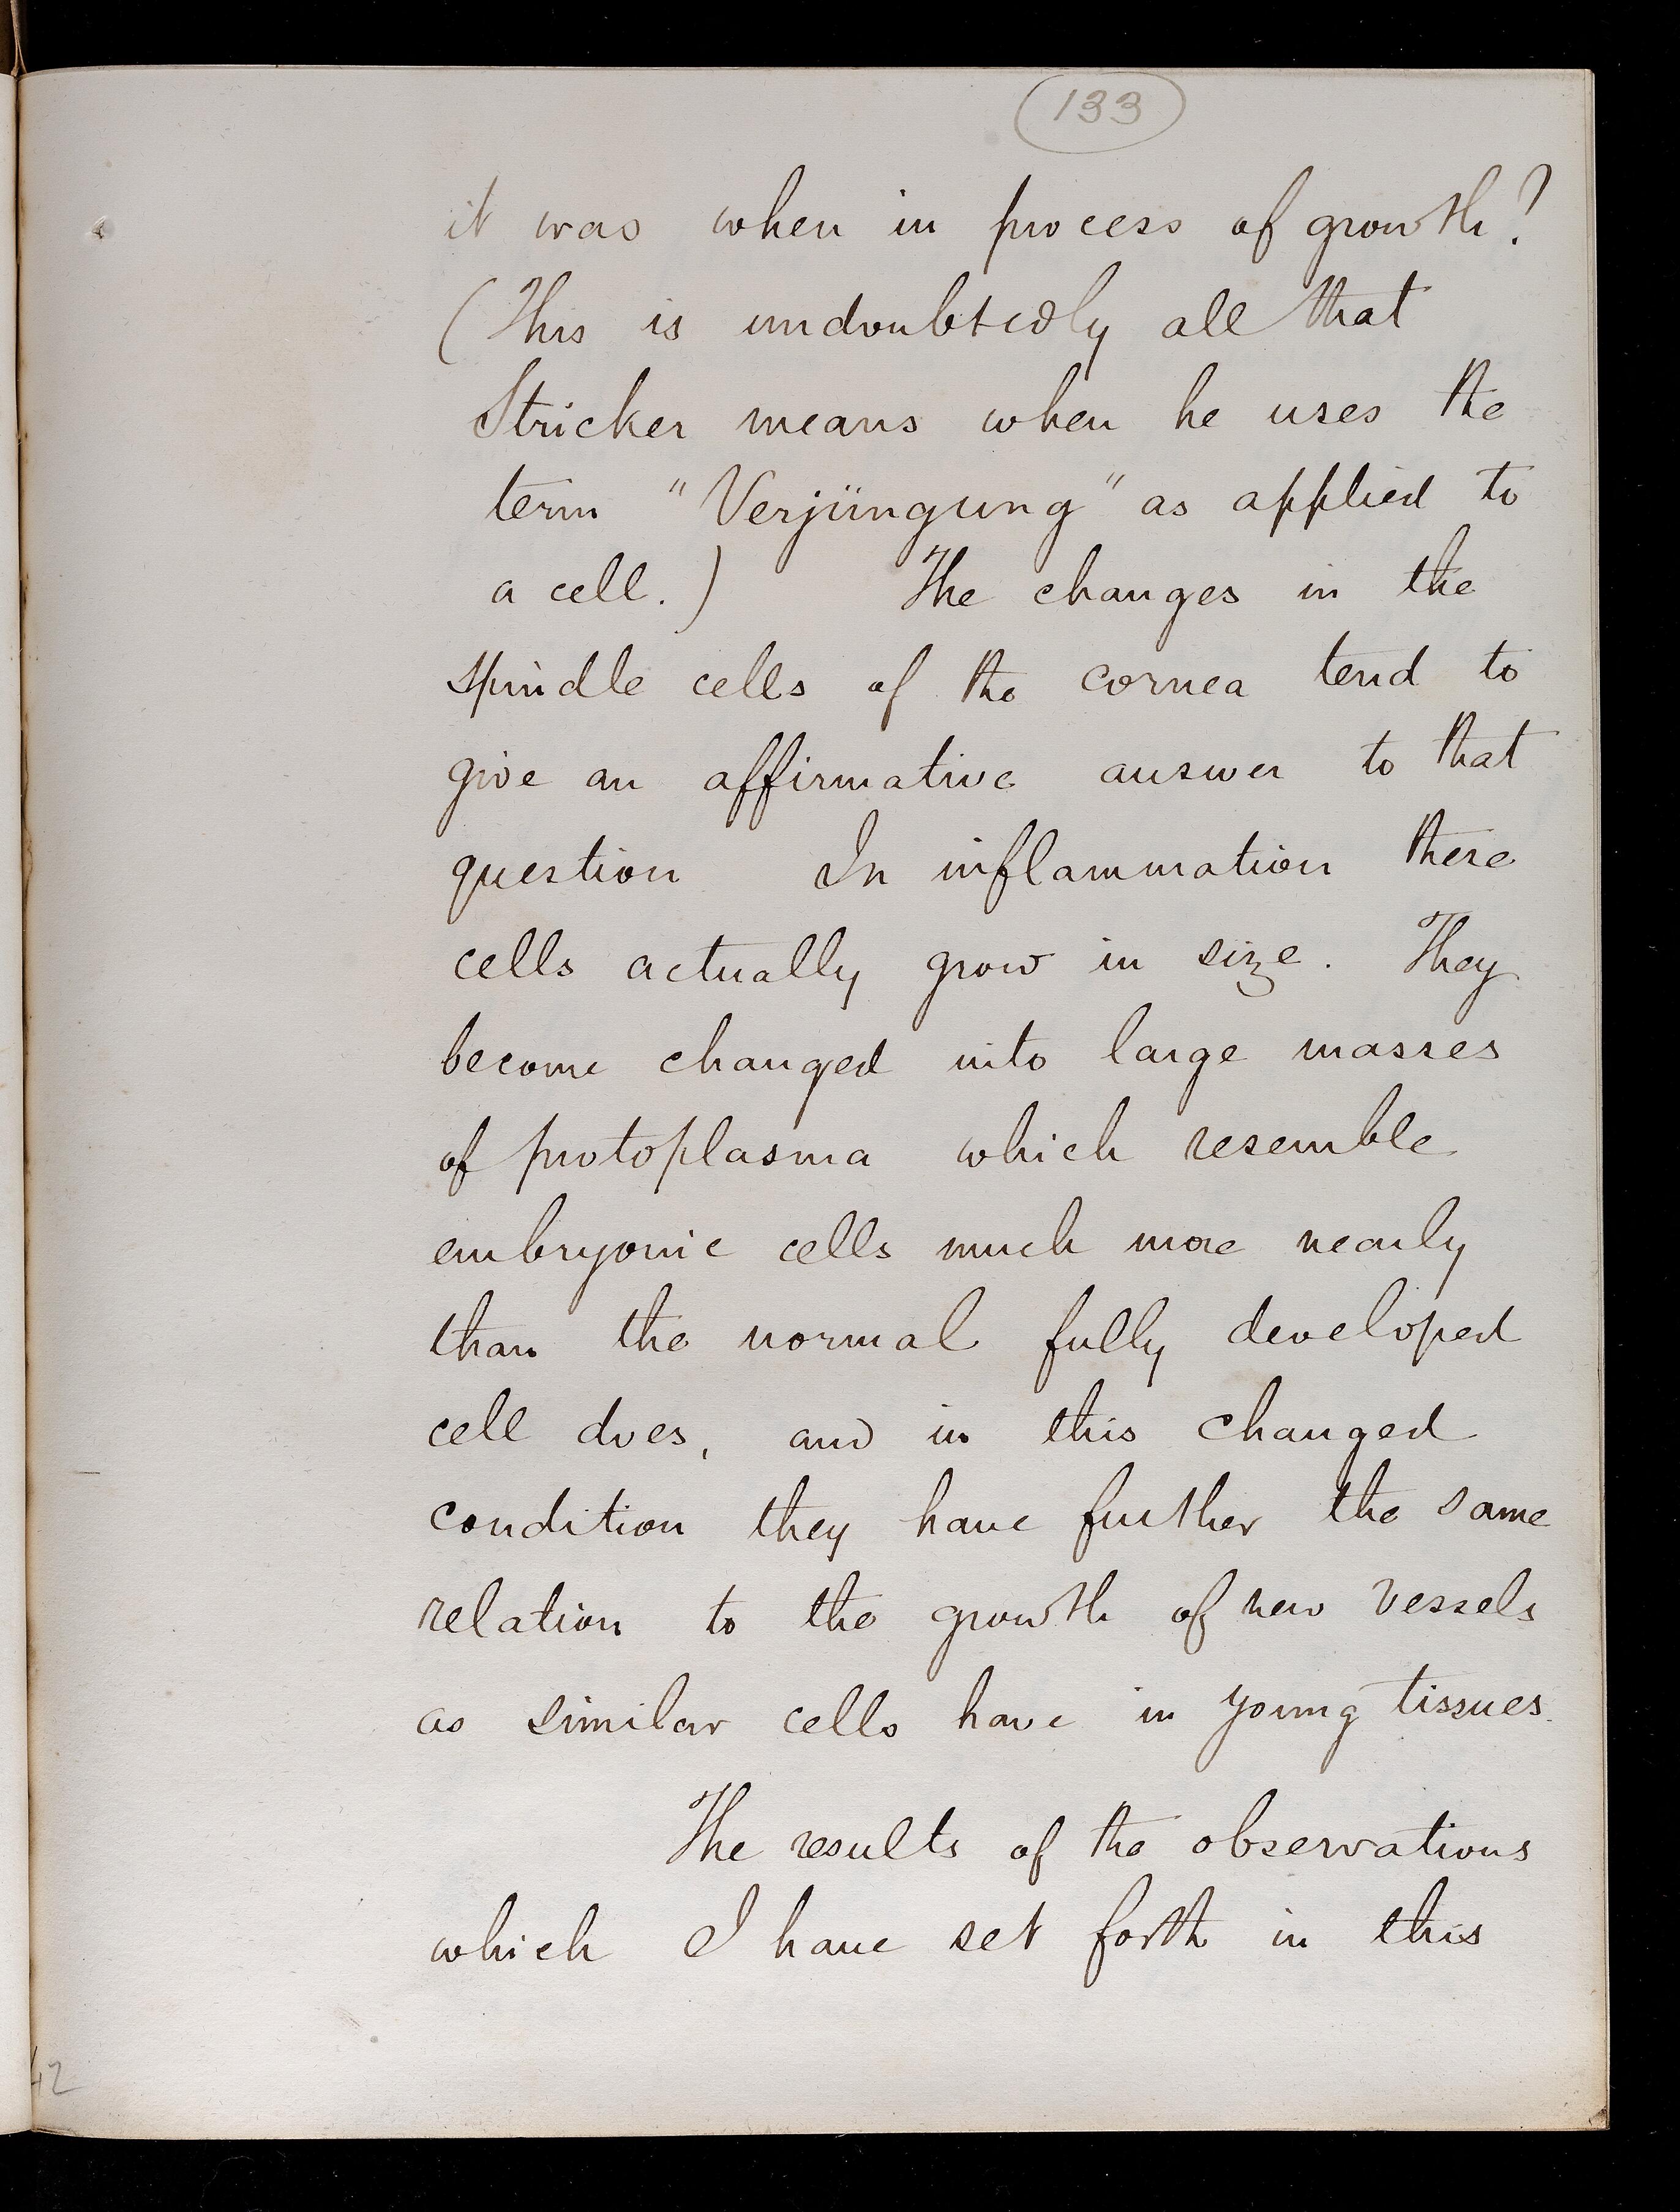 133
it was when in process of growth?
(This is undoubtedly all that
Stricker means when he uses the
term "Verjüngung" as applied to
a cell.) The changes in the
spindle cells of the cornea tend to
give an affirmative answer to that
question In inflammation these
cells actually grow in size. They
become changed into large masses
of protoplasma which resemble
embryonic cells much more nearly
than the normal fully developed
cell does, and in this changed
condition they have further the same
relation to the growth of new vessels
as similar cells have in young tissues.
The results of the observations
which I have set forth in this
42